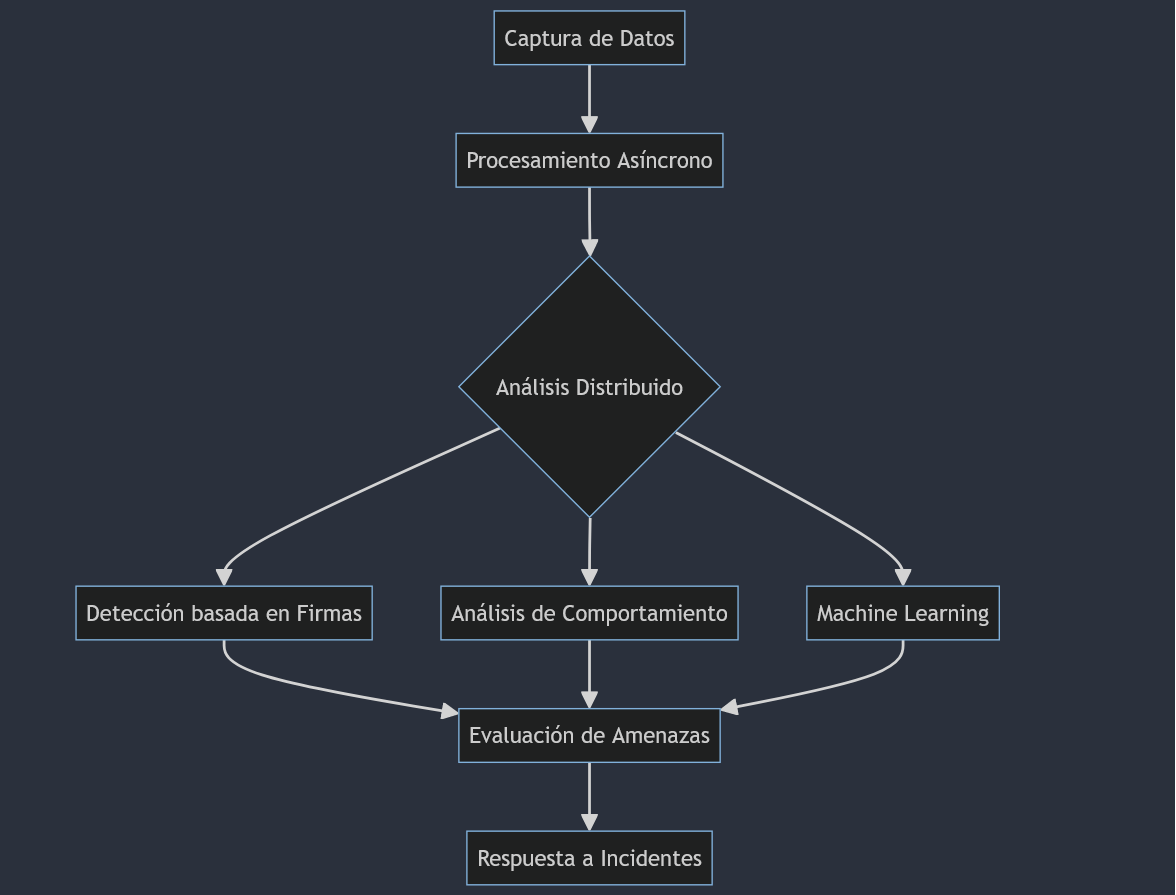 Captura de Datos
Procesamiento Asíncrono
Análisis Distribuido
Detección basada en Firmas
Análisis de Comportamiento
Machine Learning
Evaluación de Amenazas
Respuesta a Incidentes